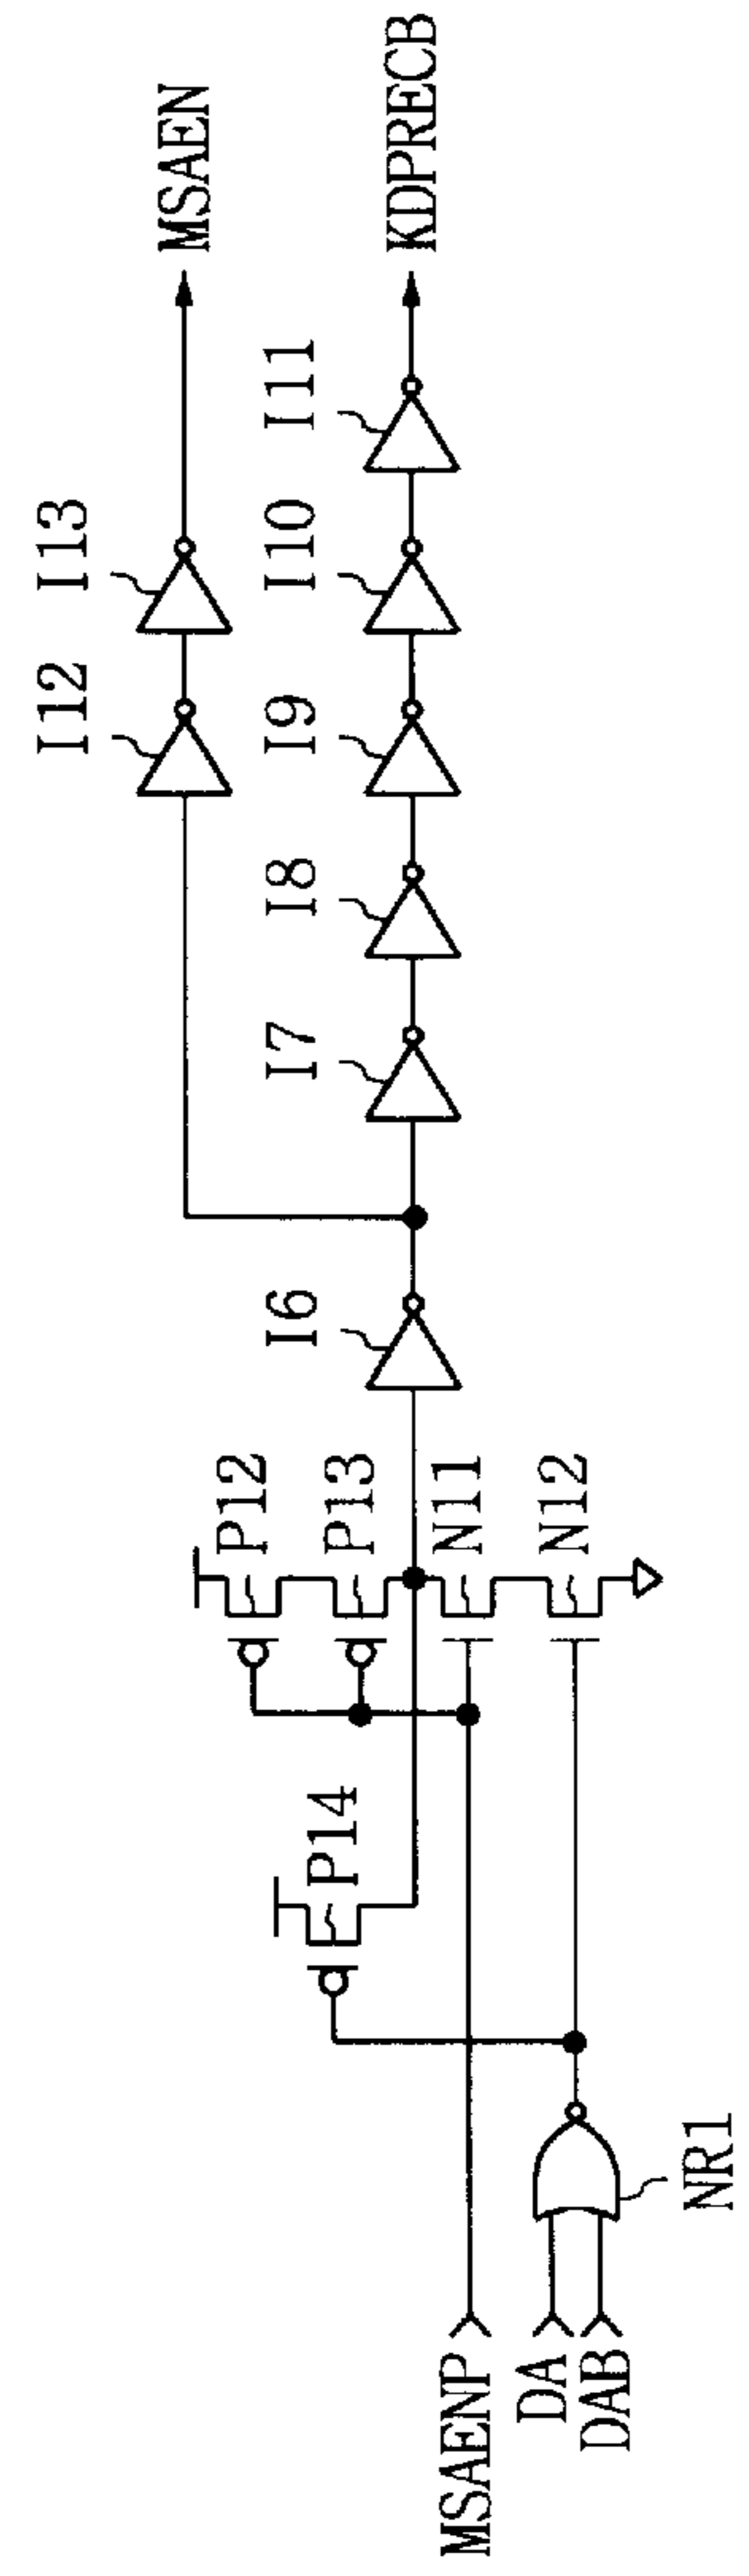 MSAEN
KDPRECB
I13
I12
I11
I10
I9
I8
I7
I6
P12
P13
N11
N12
P14
NR1
MSAENP
DA
DAB